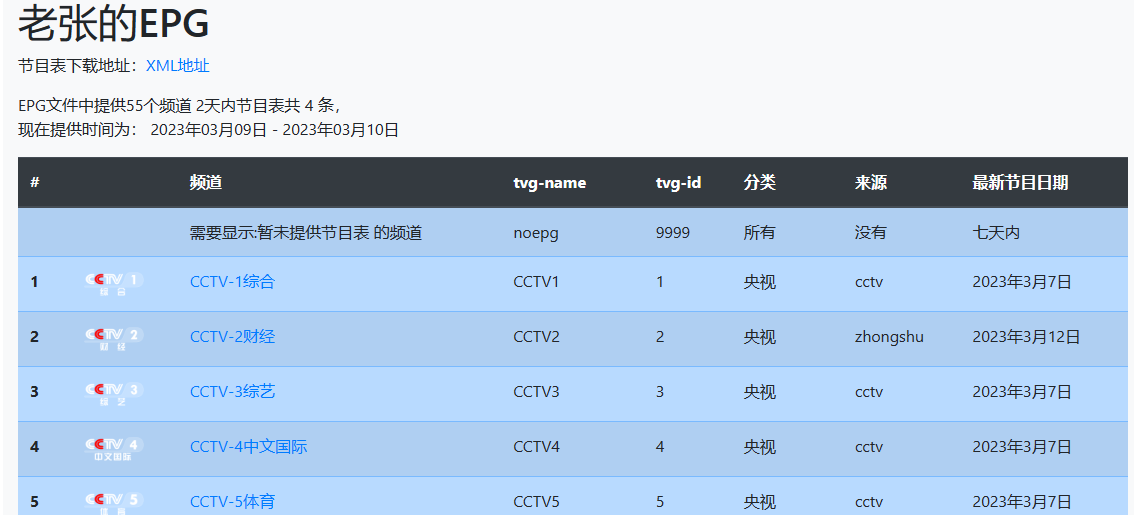 老张的EPG
节目表下载地址：XML地址
EPG文件中提供55个频道 2天内节目表共 4 条，
现在提供时间为： 2023年03月09日 - 2023年03月10日
# 频道 tvg-name tvg-id 分类 来源 最新节目日期
需要显示:暂未提供节目表 的频道 noepg 9999 所有 没有 七天内
1 CCTV 1 综合 CCTV-1综合 CCTV1 1 央视 cctv 2023年3月7日
2 CCTV 2 财经 CCTV-2财经 CCTV2 2 央视 zhongshu 2023年3月12日
3 CCTV 3 综艺 CCTV-3综艺 CCTV3 3 央视 cctv 2023年3月7日
4 CCTV 4 中文国际 CCTV-4中文国际 CCTV4 4 央视 cctv 2023年3月7日
5 CCTV 5 CCTV-5体育 CCTV5 5 央视 cctv 2023年3月7日